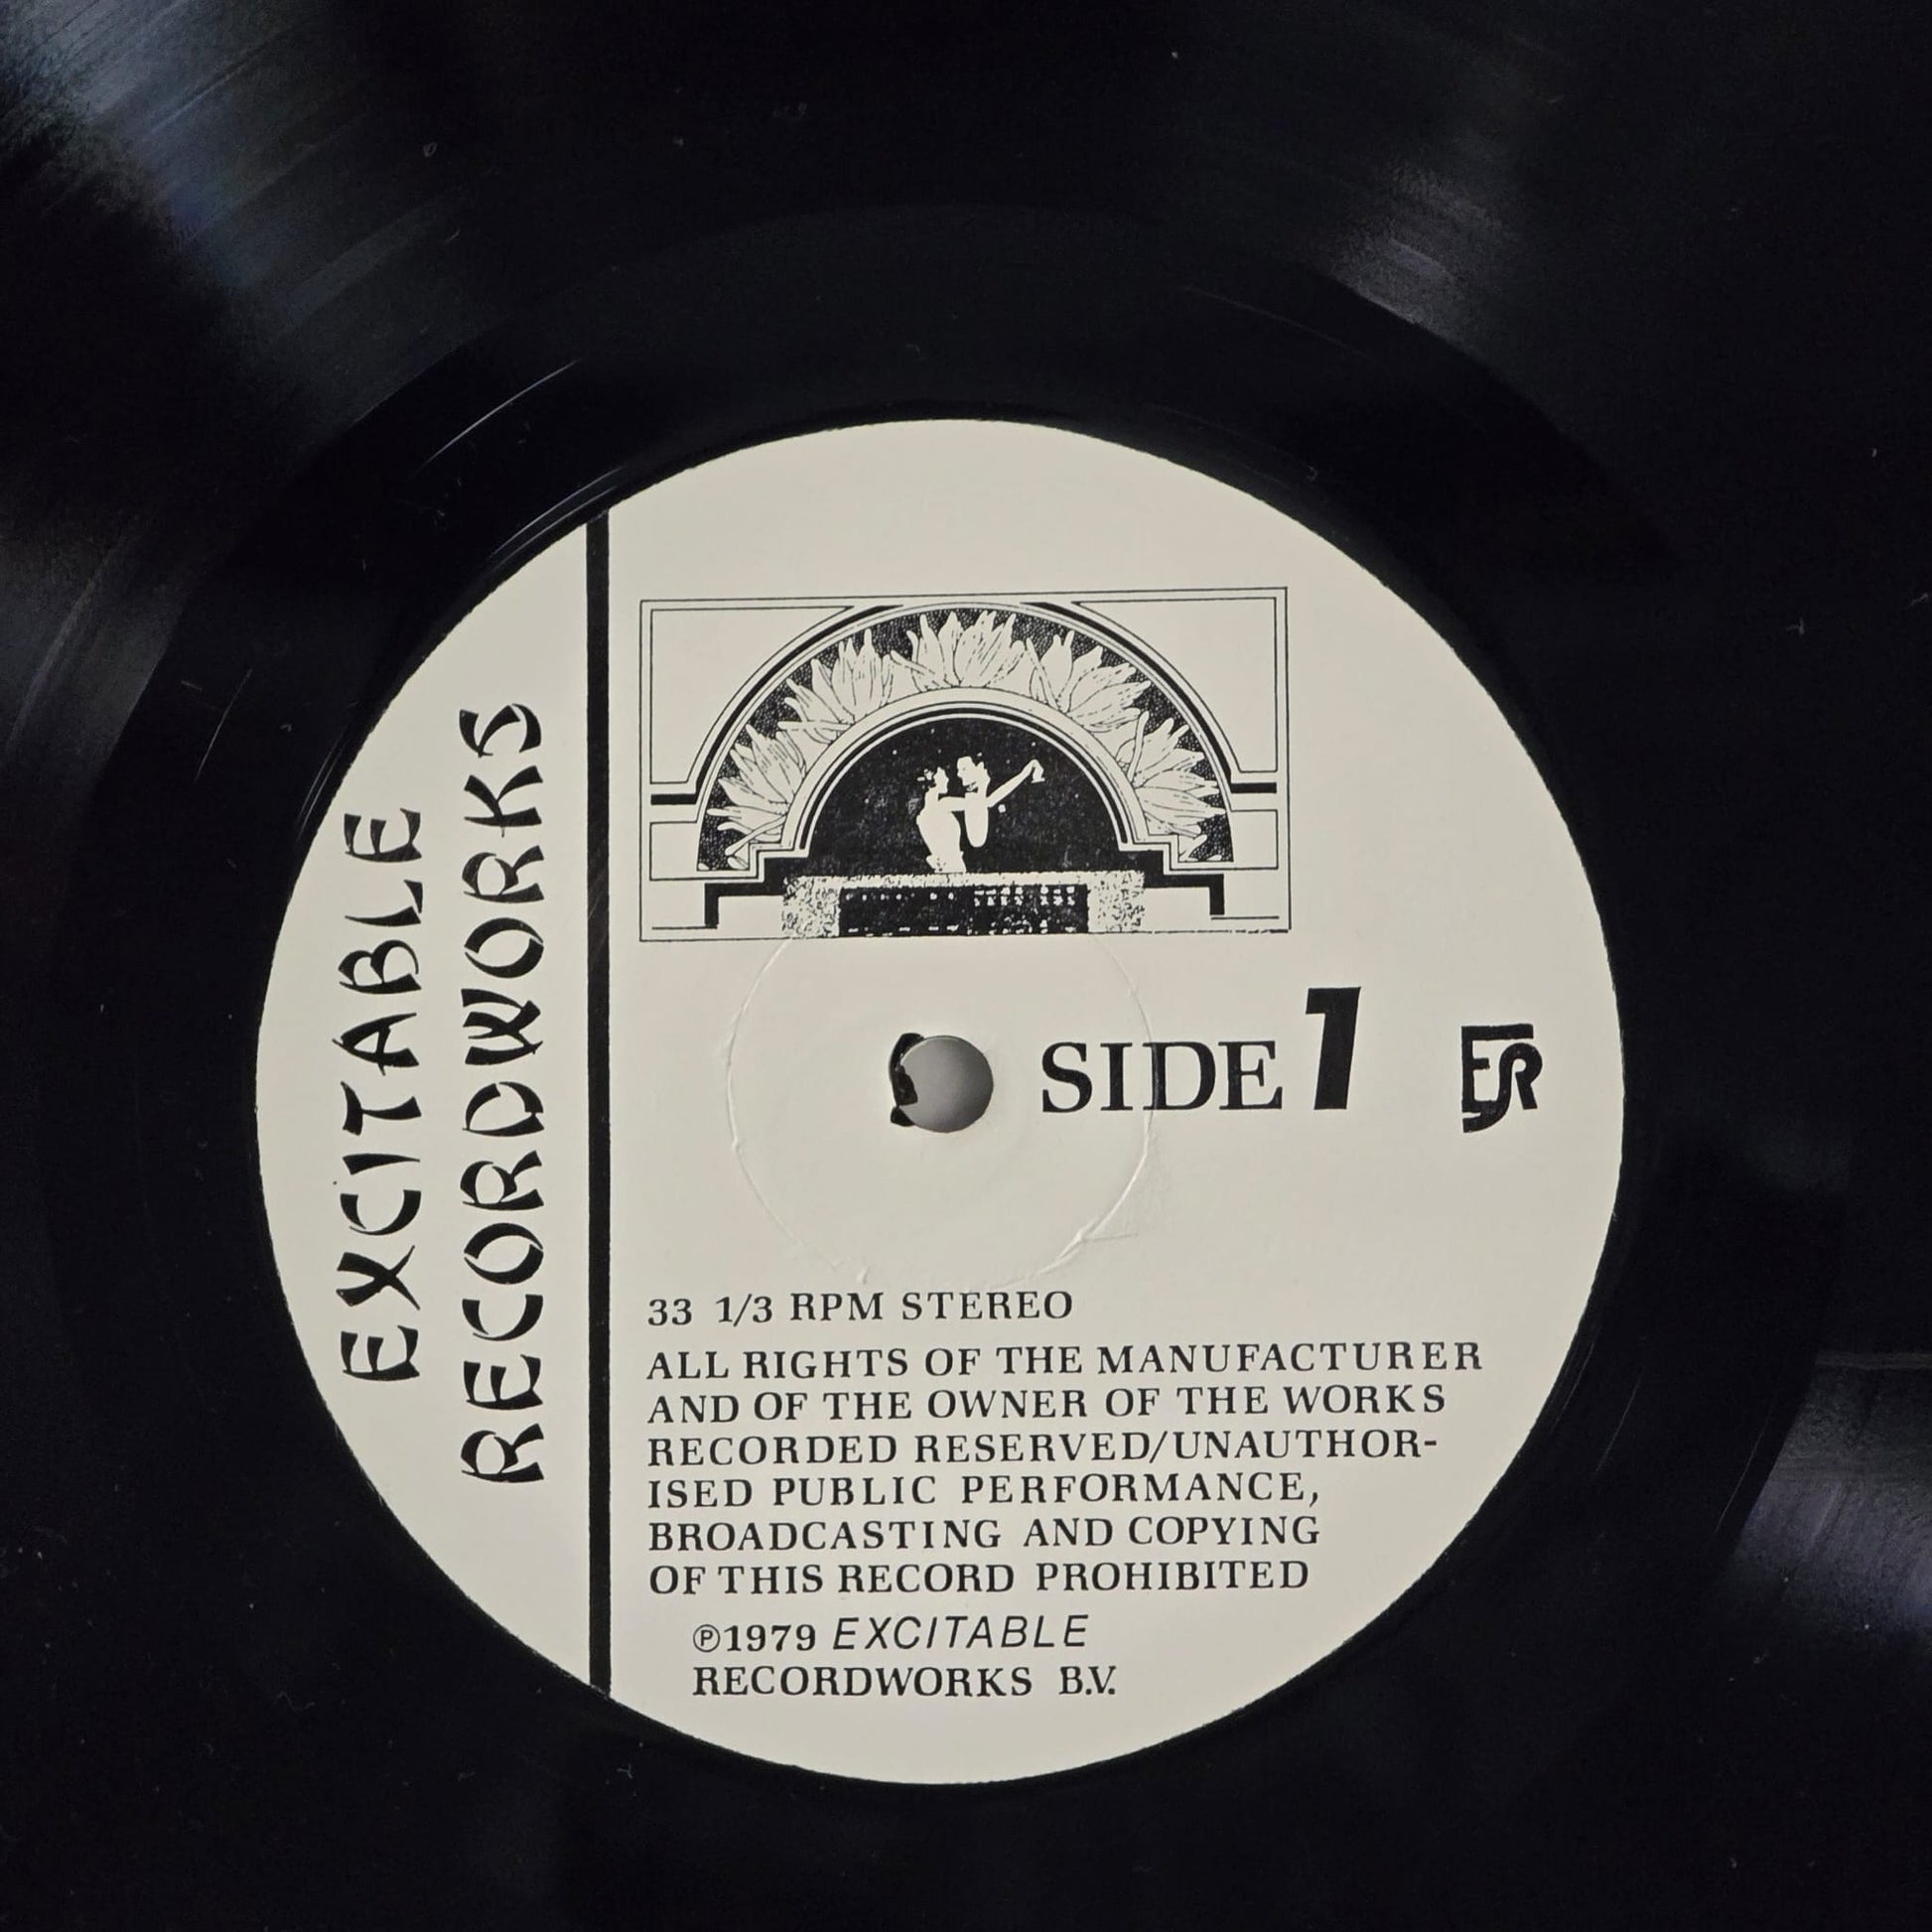 EXCITABLE
RECORDWORKS
SIDE 1
ER
33 1/3 RPM STEREO
ALL RIGHTS OF THE MANUFACTURER
AND OF THE OWNER OF THE WORKS
RECORDED RESERVED/UNAUTHOR-
ISED PUBLIC PERFORMANCE,
BROADCASTING AND COPYING
OF THIS RECORD PROHIBITED
℗1979 EXCITABLE
RECORDWORKS B.V.